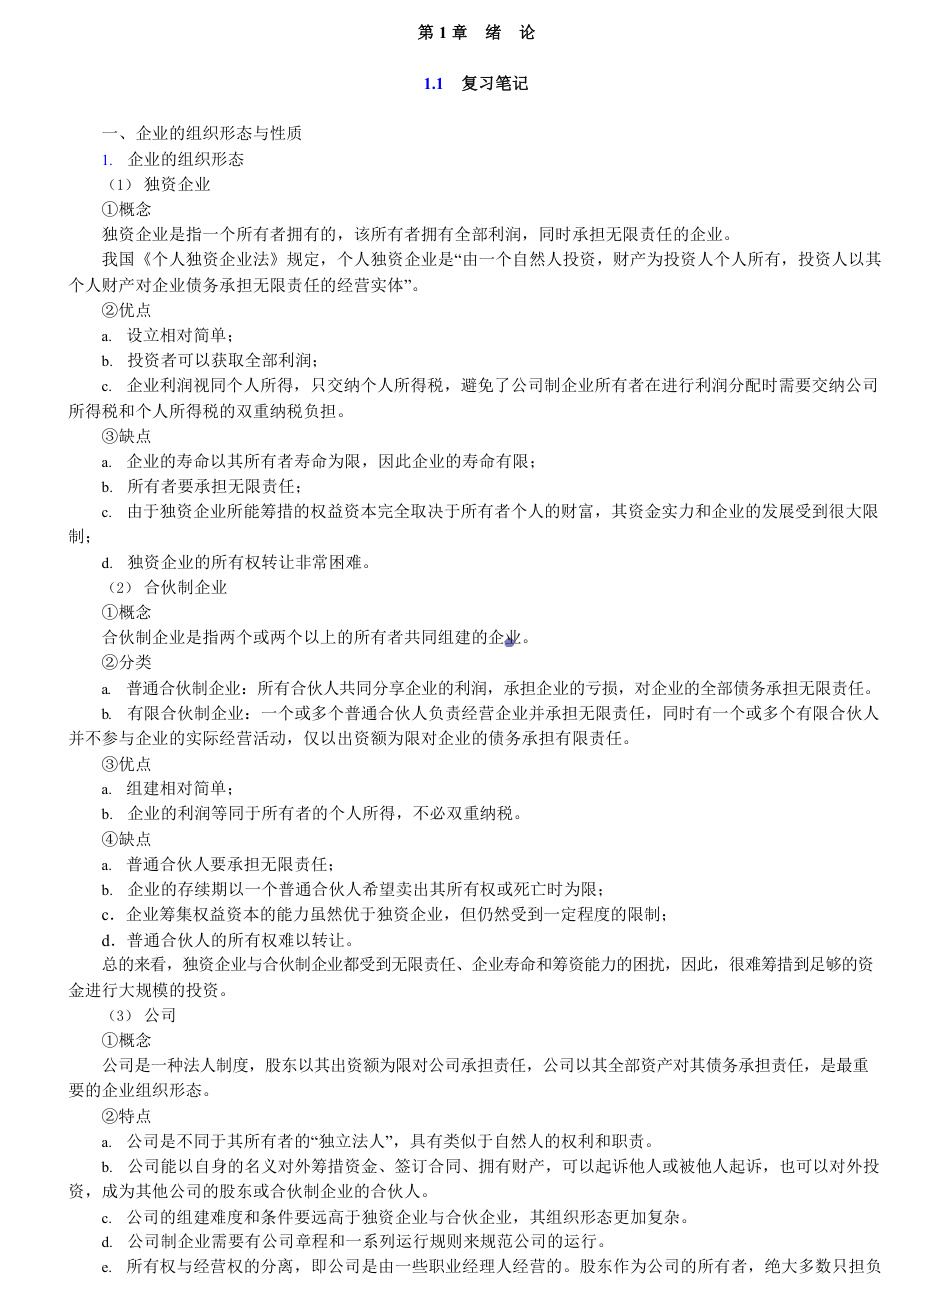 第 1 章 绪 论
1.1 复习笔记
一、企业的组织形态与性质
1. 企业的组织形态
（1） 独资企业
①概念
独资企业是指一个所有者拥有的，该所有者拥有全部利润，同时承担无限责任的企业。
我国《个人独资企业法》规定，个人独资企业是“由一个自然人投资，财产为投资人个人所有，投资人以其
个人财产对企业债务承担无限责任的经营实体”。
②优点
a. 设立相对简单；
b. 投资者可以获取全部利润；
c. 企业利润视同个人所得，只交纳个人所得税，避免了公司制企业所有者在进行利润分配时需要交纳公司
所得税和个人所得税的双重纳税负担。
③缺点
a. 企业的寿命以其所有者寿命为限，因此企业的寿命有限；
b. 所有者要承担无限责任；
c. 由于独资企业所能筹措的权益资本完全取决于所有者个人的财富，其资金实力和企业的发展受到很大限
制；
d. 独资企业的所有权转让非常困难。
（2） 合伙制企业
①概念
合伙制企业是指两个或两个以上的所有者共同组建的企业。
②分类
a. 普通合伙制企业：所有合伙人共同分享企业的利润，承担企业的亏损，对企业的全部债务承担无限责任。
b. 有限合伙制企业：一个或多个普通合伙人负责经营企业并承担无限责任，同时有一个或多个有限合伙人
并不参与企业的实际经营活动，仅以出资额为限对企业的债务承担有限责任。
③优点
a. 组建相对简单；
b. 企业的利润等同于所有者的个人所得，不必双重纳税。
④缺点
a. 普通合伙人要承担无限责任；
b. 企业的存续期以一个普通合伙人希望卖出其所有权或死亡时为限；
c．企业筹集权益资本的能力虽然优于独资企业，但仍然受到一定程度的限制；
d．普通合伙人的所有权难以转让。
总的来看，独资企业与合伙制企业都受到无限责任、企业寿命和筹资能力的困扰，因此，很难筹措到足够的资
金进行大规模的投资。
（3） 公司
①概念
公司是一种法人制度，股东以其出资额为限对公司承担责任，公司以其全部资产对其债务承担责任，是最重
要的企业组织形态。
②特点
a. 公司是不同于其所有者的“独立法人”，具有类似于自然人的权利和职责。
b. 公司能以自身的名义对外筹措资金、签订合同、拥有财产，可以起诉他人或被他人起诉，也可以对外投
资，成为其他公司的股东或合伙制企业的合伙人。
c. 公司的组建难度和条件要远高于独资企业与合伙企业，其组织形态更加复杂。
d. 公司制企业需要有公司章程和一系列运行规则来规范公司的运行。
e. 所有权与经营权的分离，即公司是由一些职业经理人经营的。股东作为公司的所有者，绝大多数只担负